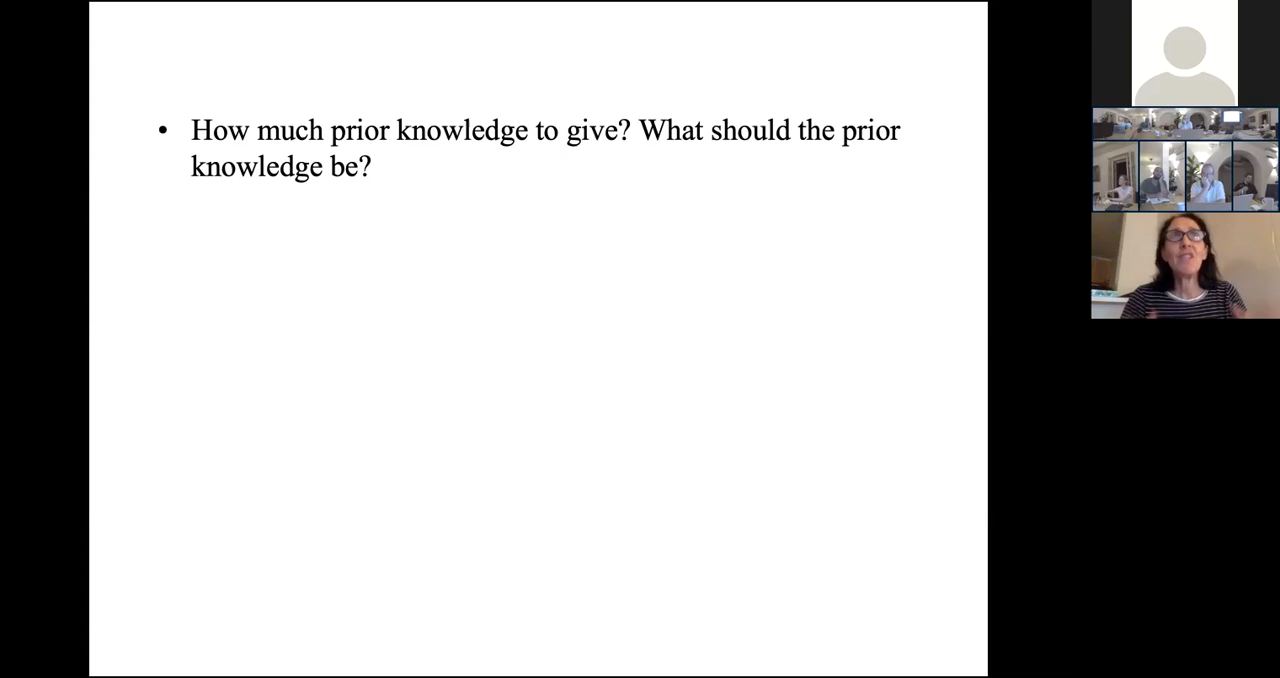 • How much prior knowledge to give? What should the prior
knowledge be?